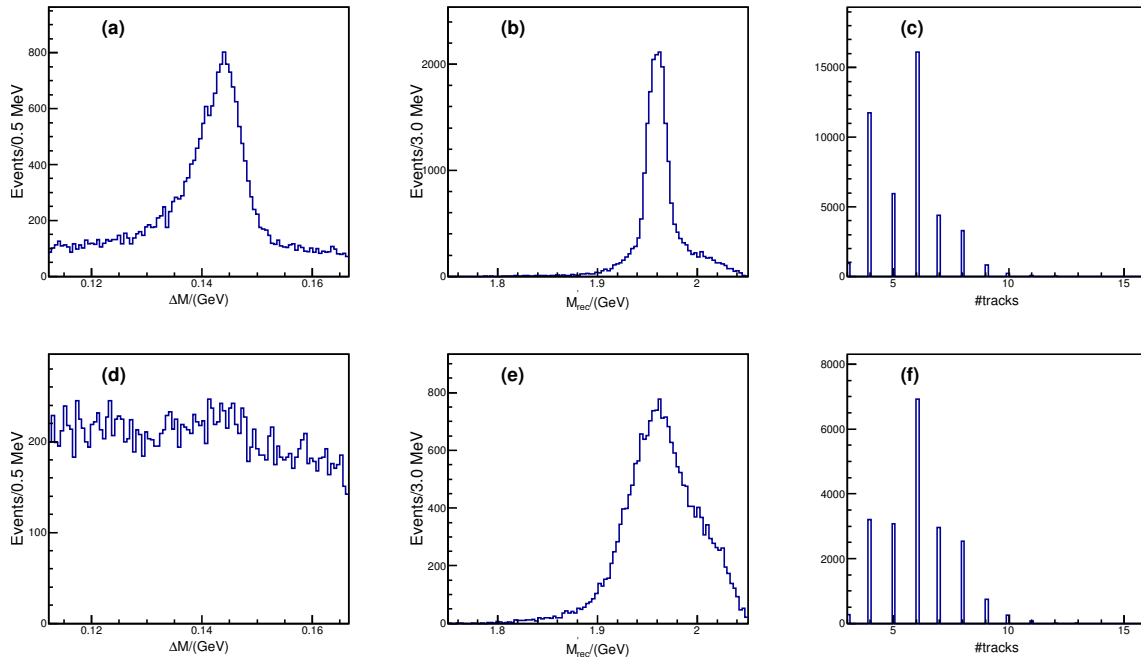 (a)
Events/0.5 MeV
800
600
400
200
0
0.12
0.14
0.16
ΔM/(GeV)
(b)
Events/3.0 MeV
2000
1000
0
1.8
1.9
2
M*rec/(GeV)
(c)
15000
10000
5000
0
5
10
15
#tracks
(d)
Events/0.5 MeV
200
100
0
0.12
0.14
0.16
ΔM/(GeV)
(e)
Events/3.0 MeV
800
600
400
200
0
1.8
1.9
2
M*rec/(GeV)
(f)
8000
6000
4000
2000
0
5
10
15
#tracks